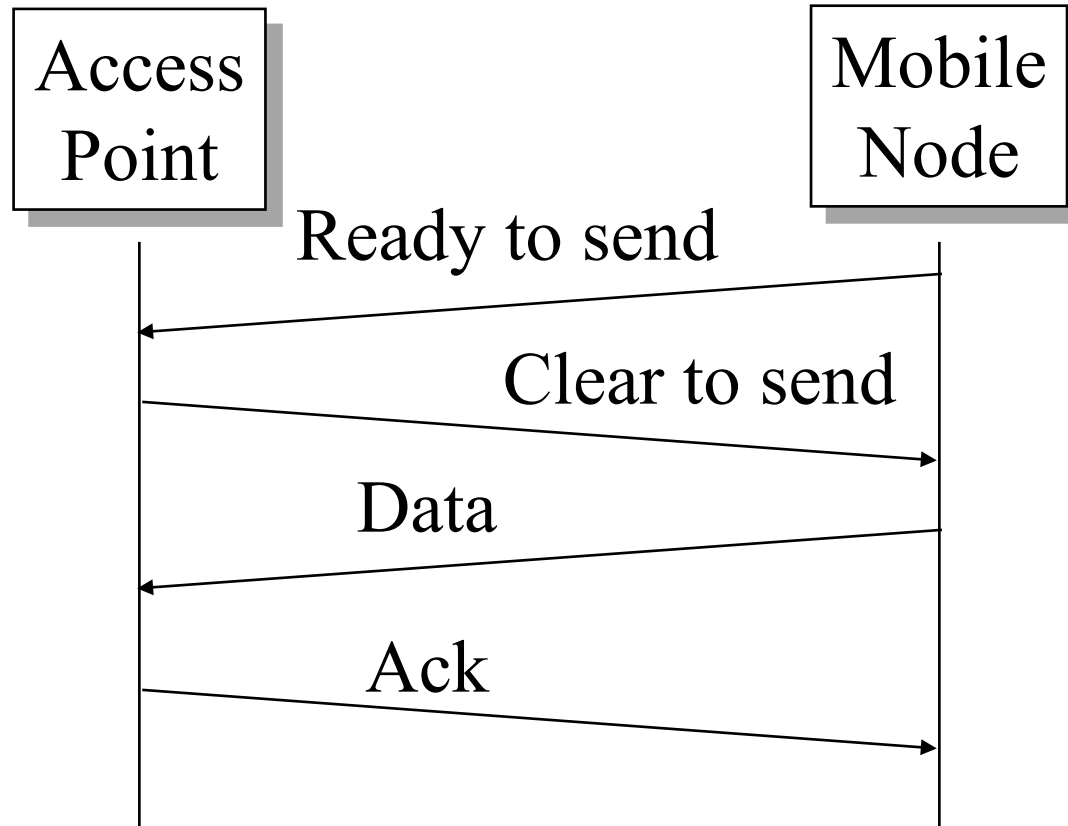 Access
Point
Mobile
Node
Ready to send
Clear to send
Data
Ack